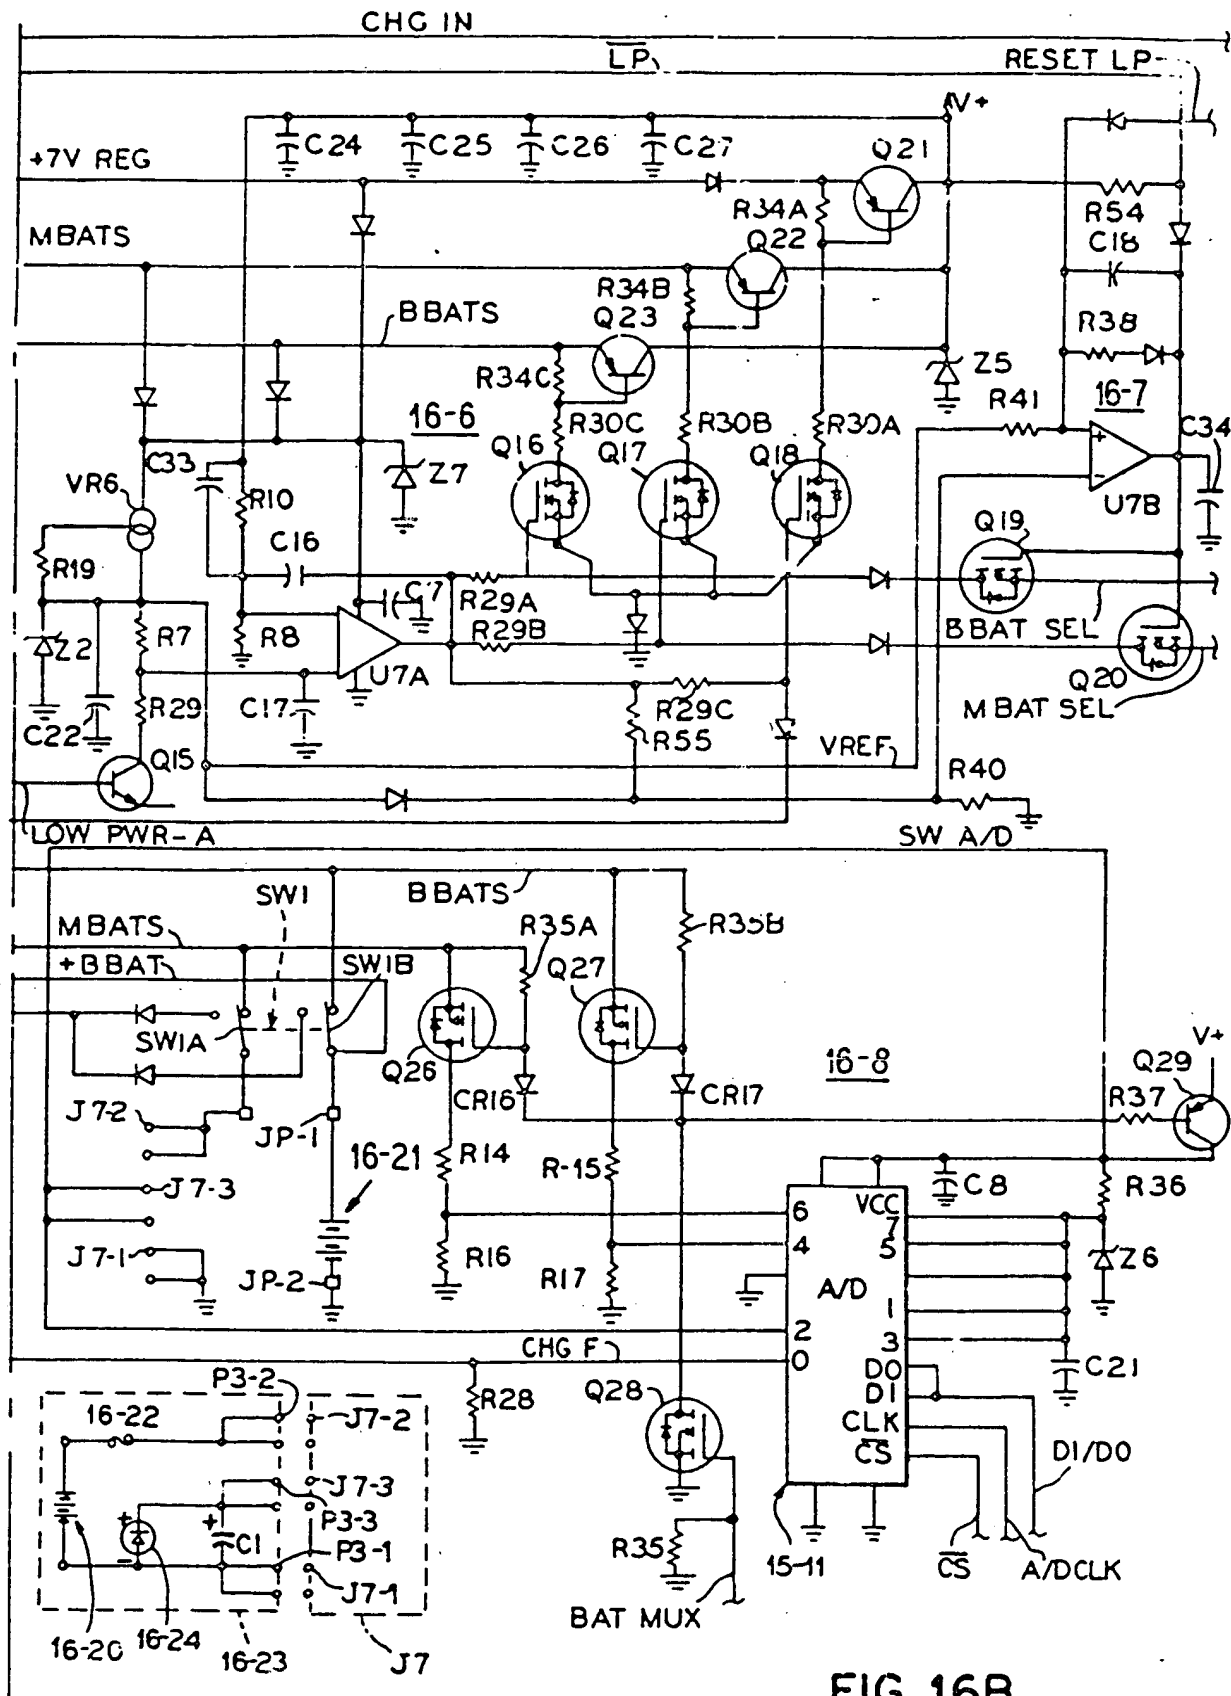 CHG IN
LP
RESET LP
V+
C24
C25
C26
C27
+7V REG
Q21
R34A
R54
MBATS
Q22
C18
R34B
BBATS
Q23
R38
R34C
Z5
16-6
R41
16-7
R30C
R30B
R30A
C34
C33
Q16
Q17
Q18
Z7
VR6
R10
U7B
Q19
C16
R19
C7
R29A
R8
R29B
BBAT SEL
R7
Z2
U7A
Q20
R29
C17
R29C
MBAT SEL
C22
R55
VREF
Q15
R40
LOW PWR-A
SW A/D
BBATS
SW1
MBATS
R35A
R35B
+BBAT
SW1B
Q27
SW1A
V+
Q26
16-8
Q29
CR16
CR17
R37
J7-2
JP-1
16-21
R14
R-15
C8
R36
J7-3
VCC
6
7
4
5
J7-1
R16
Z6
JP-2
R17
A/D
1
2
3
CHG F
0
C21
P3-2
DO
R28
Q28
DI
16-22
J7-2
CLK
CS
DI/DO
J7-3
+
P3-3
+
C1
R35
-
P3-1
15-11
CS
A/DCLK
J7-1
BAT MUX
16-20
16-24
16-23
J7
FIG. 16B